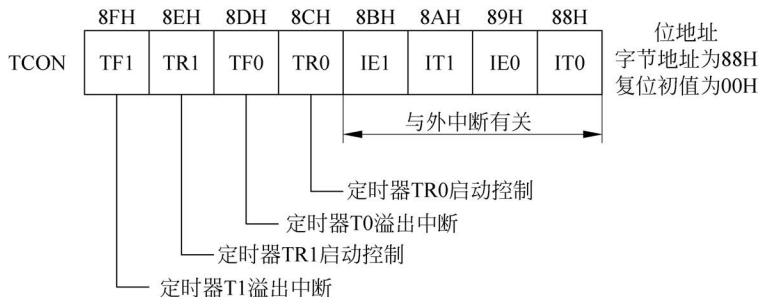 8FH 8EH 8DH 8CH 8BH 8AH 89H 88H 位地址
TCON TF1 TR1 TF0 TR0 IE1 IT1 IE0 IT0 字节地址为88H
复位初值为00H
与外中断有关
定时器TR0启动控制
定时器T0溢出中断
定时器TR1启动控制
定时器T1溢出中断